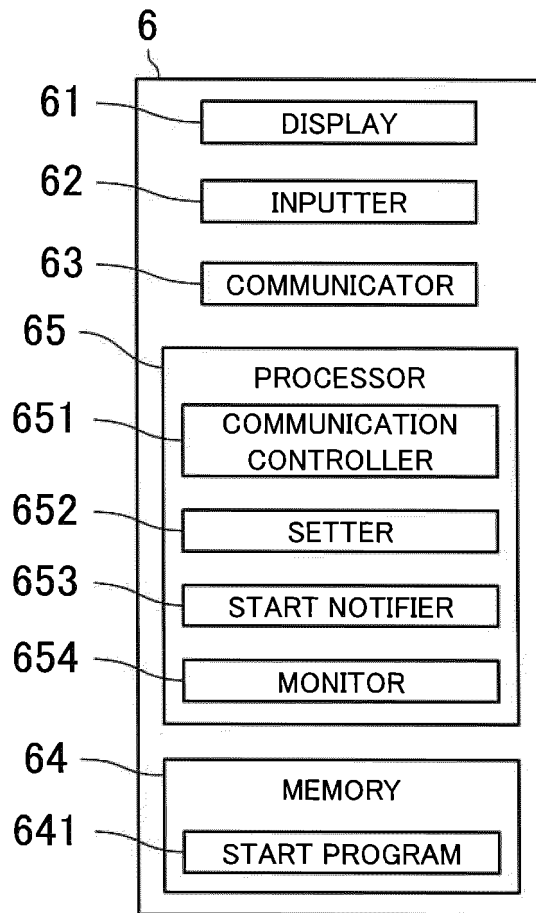 6
61
DISPLAY
62
INPUTTER
63
COMMUNICATOR
65
PROCESSOR
651
COMMUNICATION
CONTROLLER
652
SETTER
653
START NOTIFIER
654
MONITOR
64
MEMORY
641
START PROGRAM